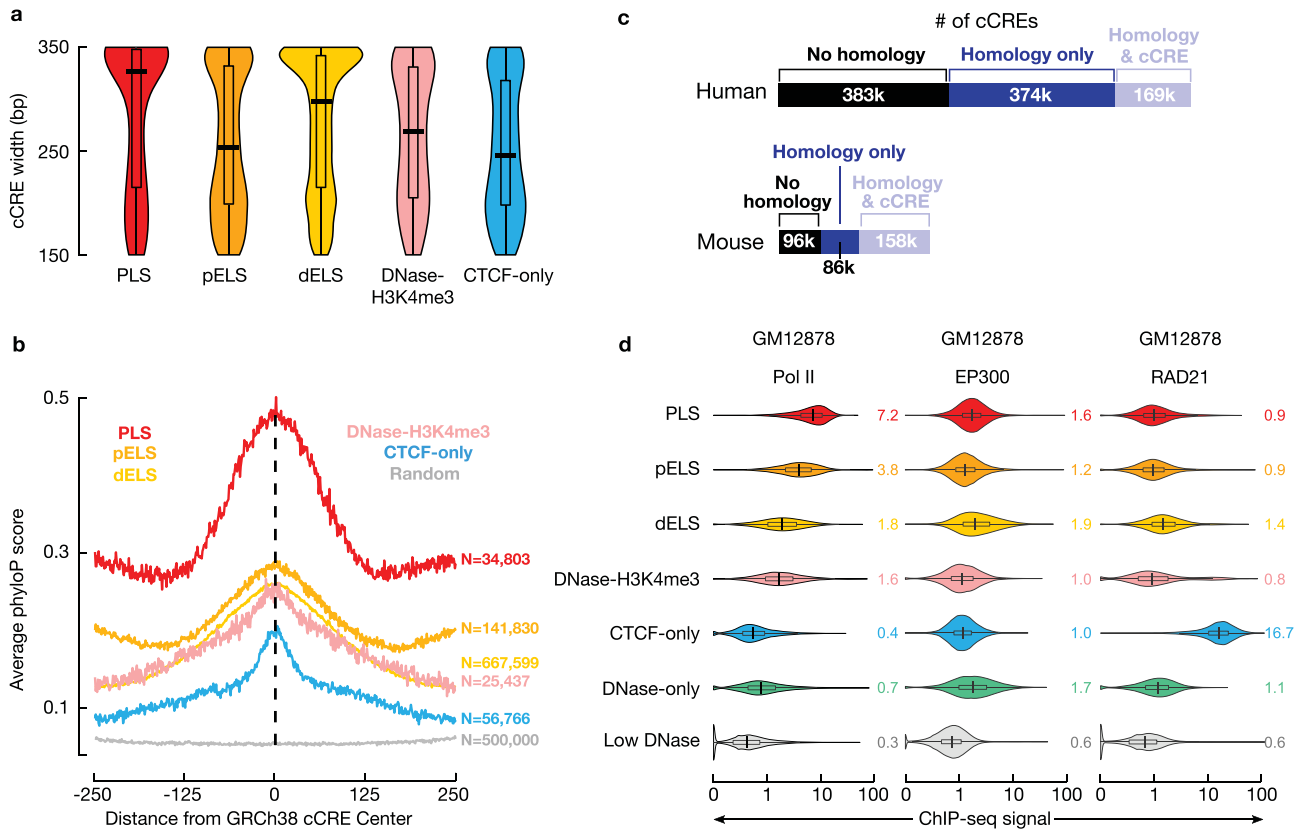 a
350
250
150
cCRE width (bp)
PLS
pELS
dELS
DNase-
H3K4me3
CTCF-only
b
0.5
0.3
0.1
Average phyloP score
PLS
pELS
dELS
DNase-H3K4me3
CTCF-only
Random
N=34,803
N=141,830
N=667,599
N=25,437
N=56,766
N=500,000
-250
-125
0
125
250
Distance from GRCh38 cCRE Center
c
# of cCREs
No homology
Homology only
Homology
& cCRE
Human
383k
374k
169k
Homology only
No
homology
Homology
& cCRE
Mouse
96k
158k
86k
d
GM12878
GM12878
GM12878
Pol II
EP300
RAD21
PLS
7.2
1.6
0.9
pELS
3.8
1.2
0.9
dELS
1.8
1.9
1.4
DNase-H3K4me3
1.6
1.0
0.8
CTCF-only
0.4
1.0
16.7
DNase-only
0.7
1.7
1.1
Low DNase
0.3
0.6
0.6
0 1 10 100
0 1 10 100
0 1 10 100
ChIP-seq signal